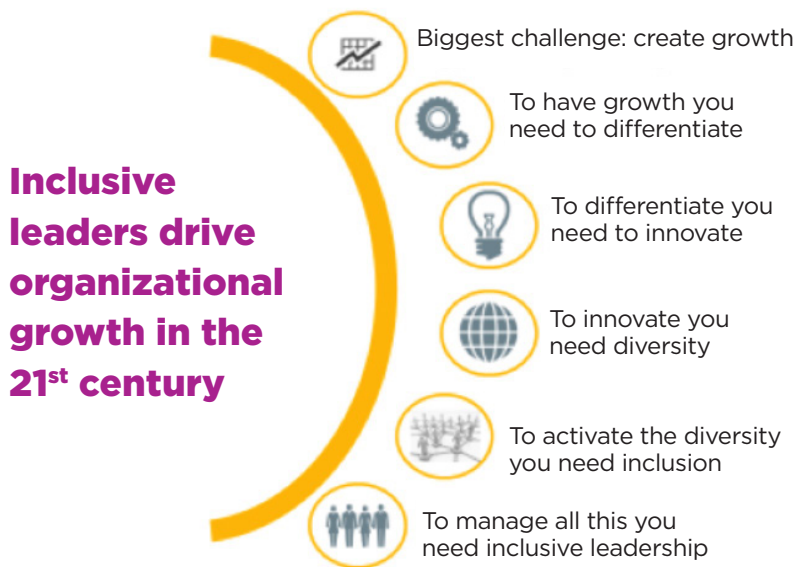 Inclusive
leaders drive
organizational
growth in the
21st century
Biggest challenge: create growth
To have growth you
need to differentiate
To differentiate you
need to innovate
To innovate you
need diversity
To activate the diversity
you need inclusion
To manage all this you
need inclusive leadership